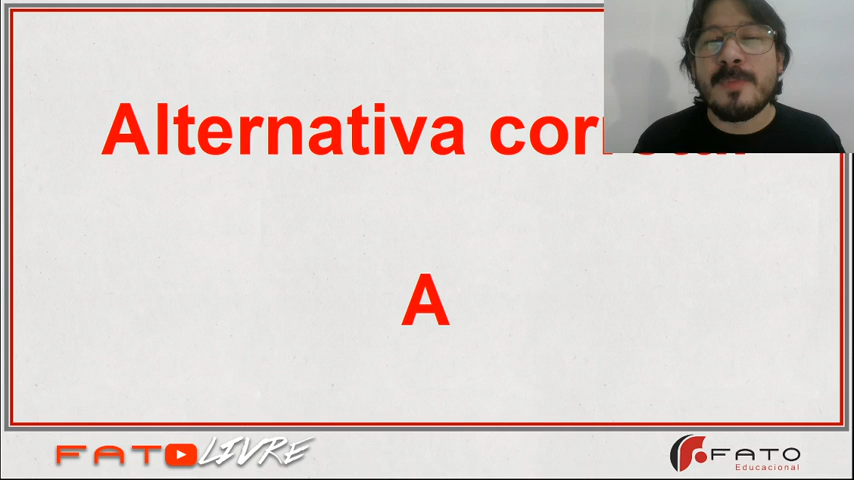 Alternativa
A
FATO LIVRE
FATO
Educacional